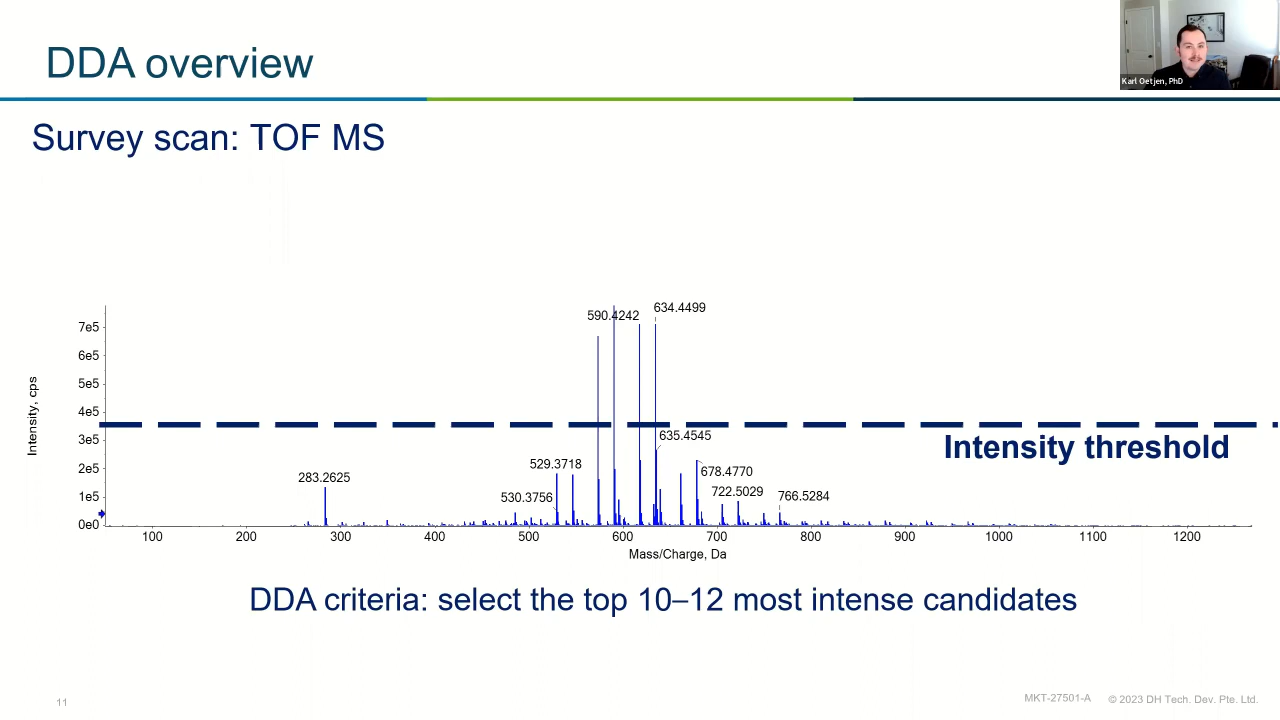 DDA overview
Karl Oetjen, PhD
Survey scan: TOF MS
Intensity, cps
7e5
6e5
5e5
4e5
3e5
2e5
1e5
0e0
590.4242
634.4499
635.4545
Intensity threshold
283.2625
529.3718
530.3756
678.4770
722.5029
766.5284
100 200 300 400 500 600 700 800 900 1000 1100 1200
Mass/Charge, Da
DDA criteria: select the top 10–12 most intense candidates
11
MKT-27501-A © 2023 DH Tech. Dev. Pte. Ltd.